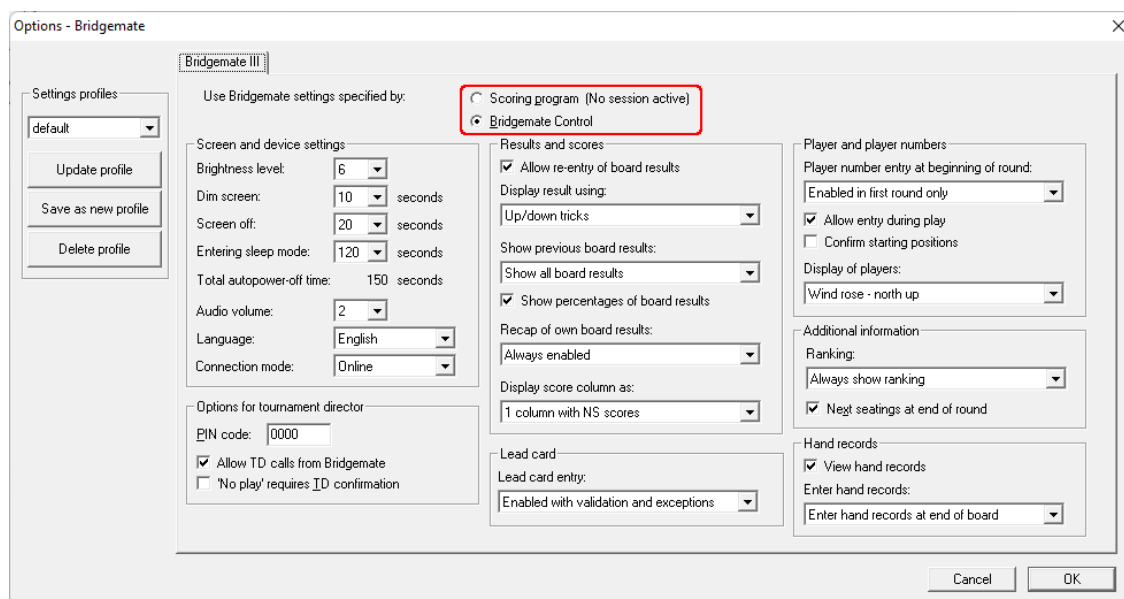 Options - Bridgemate
Bridgemate III
Settings profiles
default
Update profile
Save as new profile
Delete profile
Use Bridgemate settings specified by:
Scoring program (No session active)
Bridgemate Control
Screen and device settings
Brightness level: 6
Dim screen: 10 seconds
Screen off: 20 seconds
Entering sleep mode: 120 seconds
Total autopower-off time: 150 seconds
Audio volume: 2
Language: English
Connection mode: Online
Options for tournament director
PIN code: 0000
Allow TD calls from Bridgemate
'No play' requires TD confirmation
Results and scores
Allow re-entry of board results
Display result using:
Up/down tricks
Show previous board results:
Show all board results
Show percentages of board results
Recap of own board results:
Always enabled
Display score column as:
1 column with NS scores
Lead card
Lead card entry:
Enabled with validation and exceptions
Player and player numbers
Player number entry at beginning of round:
Enabled in first round only
Allow entry during play
Confirm starting positions
Display of players:
Wind rose - north up
Additional information
Ranking:
Always show ranking
Next seatings at end of round
Hand records
View hand records
Enter hand records:
Enter hand records at end of board
Cancel
OK